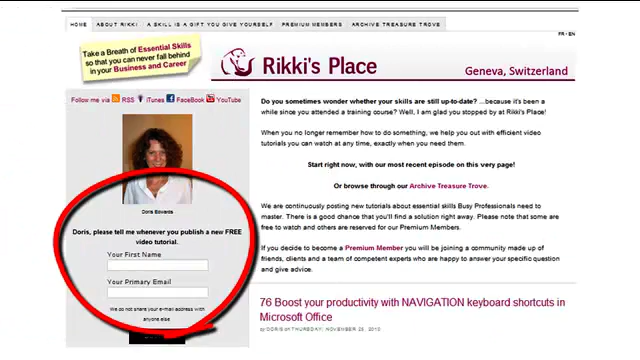 HOME ABOUT RIKKI A SKILL IS A GIFT YOU GIVE YOURSELF PREMIUM MEMBERS ARCHIVE TREASURE TROVE
FR - EN
Take a Breath of Essential Skills
so that you can never fall behind
in your Business and Career
Rikki's Place
Geneva, Switzerland
Follow me via RSS iTunes FaceBook YouTube
Doris Edwards
Doris, please tell me whenever you publish a new FREE
video tutorial.
Your First Name
Your Primary Email
We do not share your e-mail address with
anyone else
Do you sometimes wonder whether your skills are still up-to-date? ...because it's been a
while since you attended a training course? Well, I am glad you stopped by at Rikki's Place!
When you no longer remember how to do something, we help you out with efficient video
tutorials you can watch at any time, exactly when you need them.
Start right now, with our most recent episode on this very page!
Or browse through our Archive Treasure Trove.
We are continuously posting new tutorials about essential skills Busy Professionals need to
master. There is a good chance that you'll find a solution right away. Please note that some are
free to watch and others are reserved for our Premium Members.
If you decide to become a Premium Member you will be joining a community made up of
friends, clients and a team of competent experts who are happy to answer your specific question
and give advice.
76 Boost your productivity with NAVIGATION keyboard shortcuts in
Microsoft Office
by DORIS on THURSDAY, NOVEMBER 25, 2010